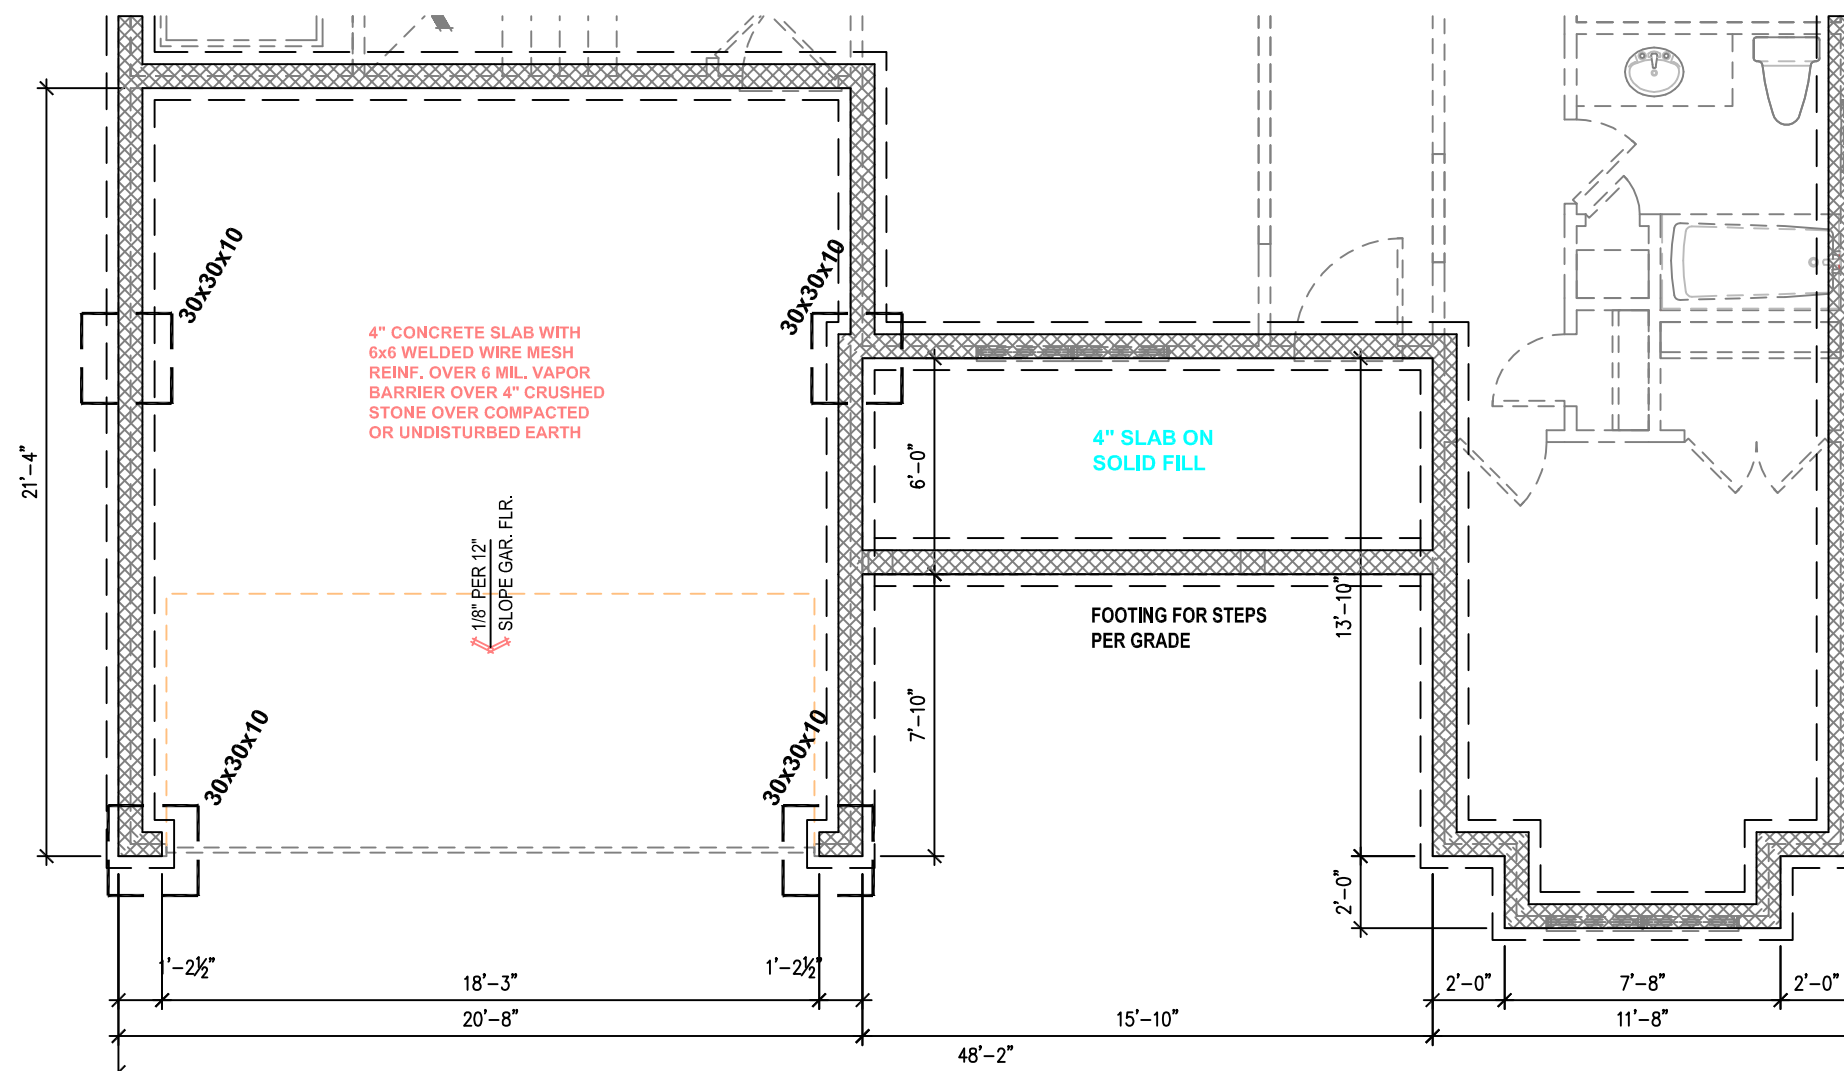 30x30x10
30x30x10
4" CONCRETE SLAB WITH
6x6 WELDED WIRE MESH
REINF. OVER 6 MIL. VAPOR
BARRIER OVER 4" CRUSHED
STONE OVER COMPACTED
OR UNDISTURBED EARTH
21'-4"
6'-0"
4" SLAB ON
SOLID FILL
1/8" PER 12"
SLOPE GAR. FLR.
FOOTING FOR STEPS
PER GRADE
13'-10"
7'-10"
30x30x10
30x30x10
2'-0"
1'-2½"
18'-3"
1'-2½"
2'-0"
7'-8"
2'-0"
20'-8"
15'-10"
11'-8"
48'-2"